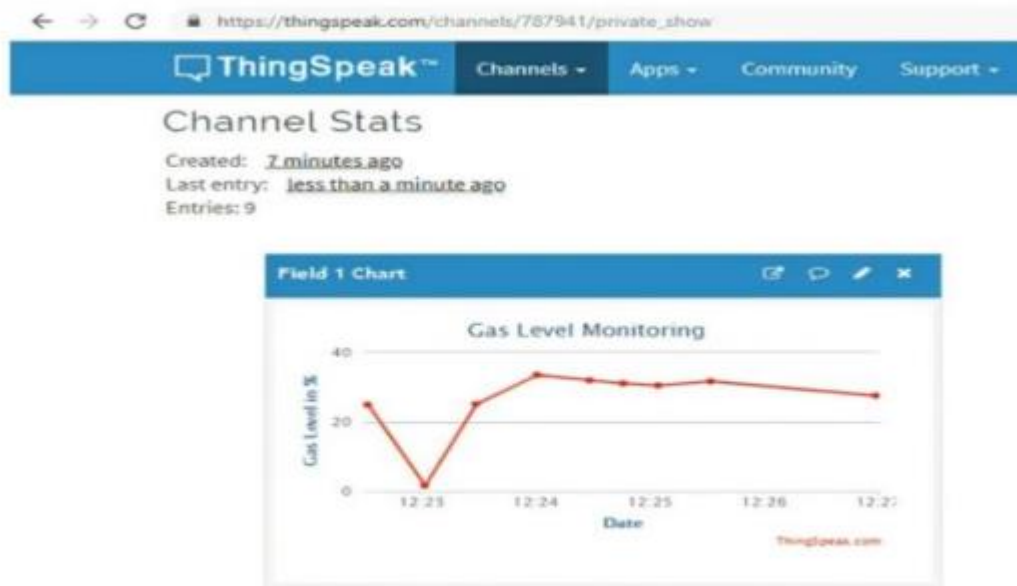 https://thingspeak.com/channels/787941/private_show
ThingSpeak™ Channels Apps Community Support
Channel Stats
Created: 7 minutes ago
Last entry: less than a minute ago
Entries: 9
Field 1 Chart
Gas Level Monitoring
Gas Level in %
40
20
0
12:23 12:24 12:25 12:26 12:27
Date
ThingSpeak.com